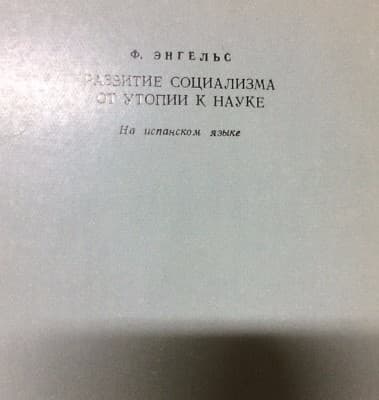 Ф. ЭНГЕЛЬС
РАЗВИТИЕ СОЦИАЛИЗМА
ОТ УТОПИИ К НАУКЕ
На испанском языке